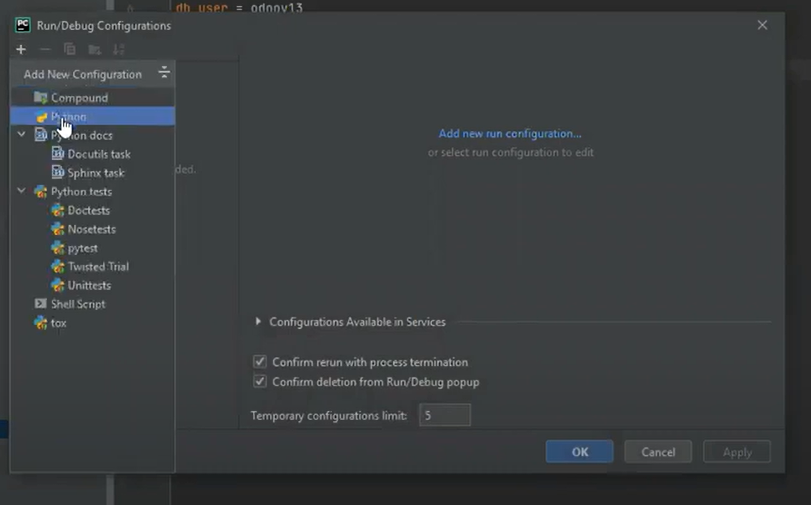 db_user = odnov13
PC
Run/Debug Configurations
Add New Configuration
Compound
Python
Python docs
Docutils task
Sphinx task
Python tests
Doctests
Nosetests
pytest
Twisted Trial
Unittests
Shell Script
tox
ded.
Add new run configuration...
or select run configuration to edit
Configurations Available in Services
Confirm rerun with process termination
Confirm deletion from Run/Debug popup
Temporary configurations limit: 5
OK Cancel Apply